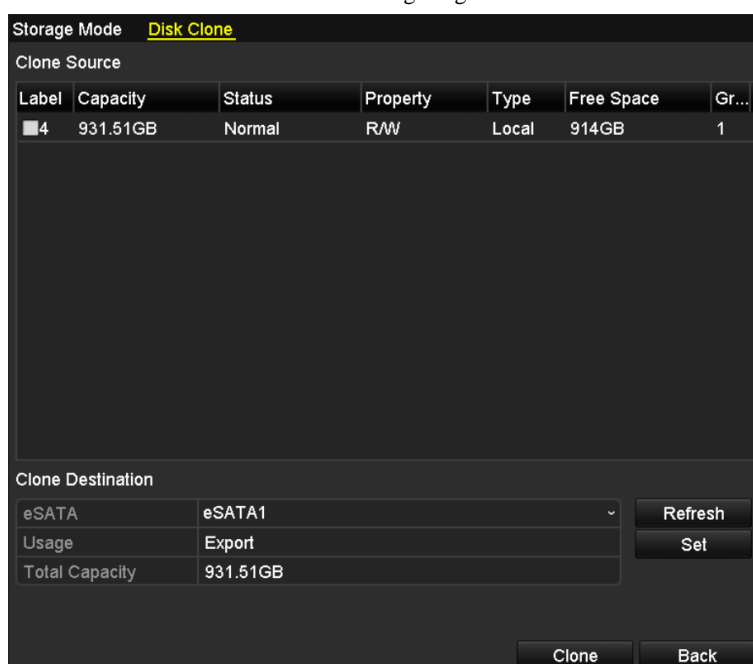 Storage Mode Disk Clone
Clone Source
Label Capacity Status Property Type Free Space Gr...
4 931.51GB Normal R/W Local 914GB 1
Clone Destination
eSATA eSATA1 Refresh
Usage Export Set
Total Capacity 931.51GB
Clone Back